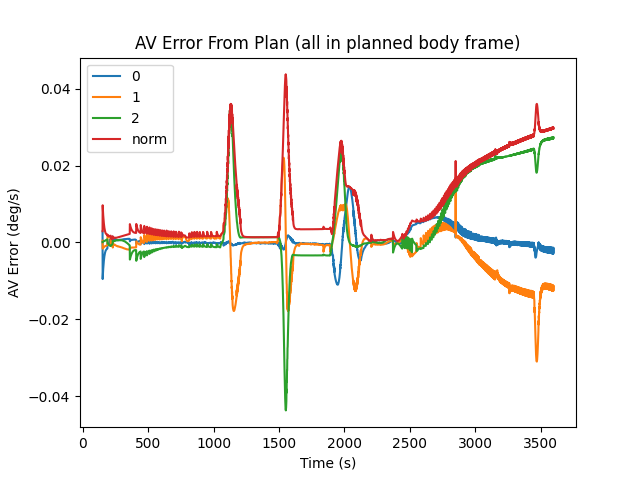 AV Error From Plan (all in planned body frame)
0
1
2
norm
AV Error (deg/s)
0.04
0.02
0.00
−0.02
−0.04
0 500 1000 1500 2000 2500 3000 3500
Time (s)